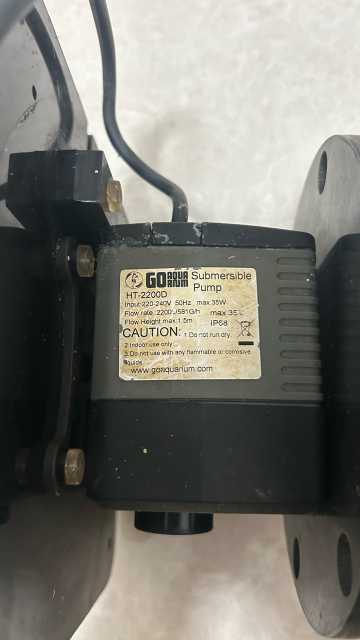 GO AQUA RIUM Submersible Pump
HT-2200D
Input:220-240V 50Hz max:35W
Flow rate: 2200L/581G/h max 35°C
Flow Height max:1.5m IP68
CAUTION: 1.Do not run dry.
2.Indoor use only
3.Do not use with any flammable or corrosive
liquids.
www.goaquarium.com